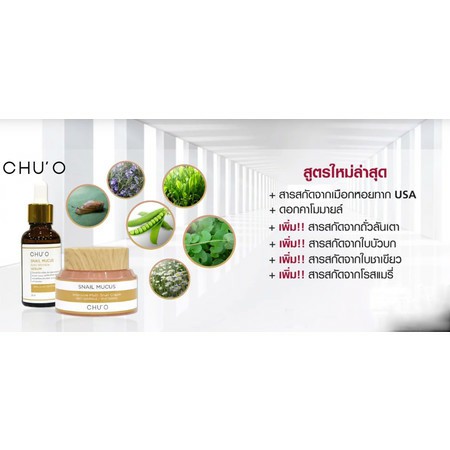 CHU'O
สูตรใหม่ล่าสุด
+ สารสกัดจากเมือกหอยทาก USA
+ ดอกคาโมมายล์
+ เพิ่ม!! สารสกัดจากถั่วลันเตา
+ เพิ่ม!! สารสกัดจากใบบัวบก
+ เพิ่ม!! สารสกัดจากใบชาเขียว
+ เพิ่ม!! สารสกัดจากโรสแมรี่
CHU'O
SNAIL MUCUS
SERUM
SNAIL MUCUS
CHU'O